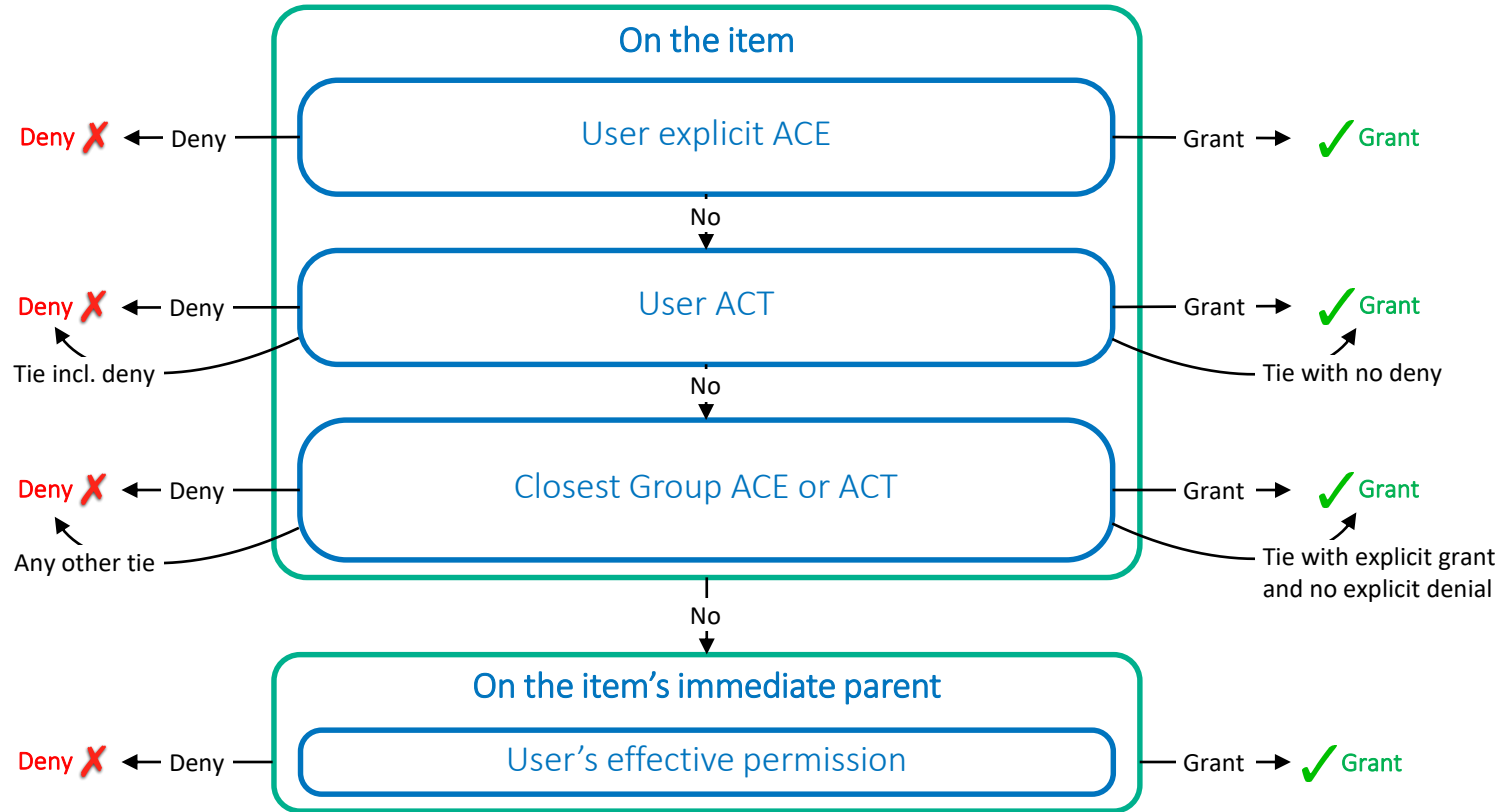 On the item
Deny ✗ Deny User explicit ACE Grant ✓ Grant
No
Deny ✗ Deny User ACT Grant ✓ Grant
Tie incl. deny Tie with no deny
No
Deny ✗ Deny Closest Group ACE or ACT Grant ✓ Grant
Any other tie Tie with explicit grant
and no explicit denial
No
On the item’s immediate parent
Deny ✗ Deny User’s effective permission Grant ✓ Grant